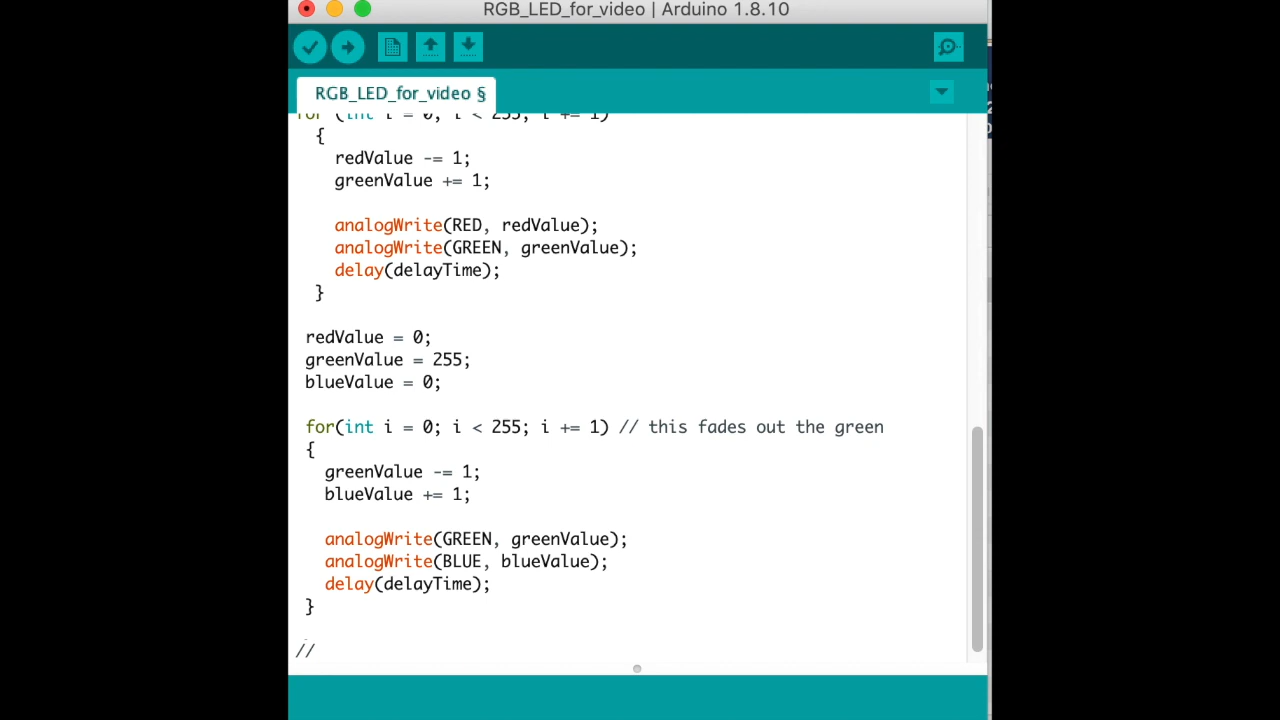 RGB_LED_for_video | Arduino 1.8.10
RGB_LED_for_video §
for (int i = 0; i < 255; i += 1)
{
redValue -= 1;
greenValue += 1;
analogWrite(RED, redValue);
analogWrite(GREEN, greenValue);
delay(delayTime);
}
redValue = 0;
greenValue = 255;
blueValue = 0;
for(int i = 0; i < 255; i += 1) // this fades out the green
{
greenValue -= 1;
blueValue += 1;
analogWrite(GREEN, greenValue);
analogWrite(BLUE, blueValue);
delay(delayTime);
}
//